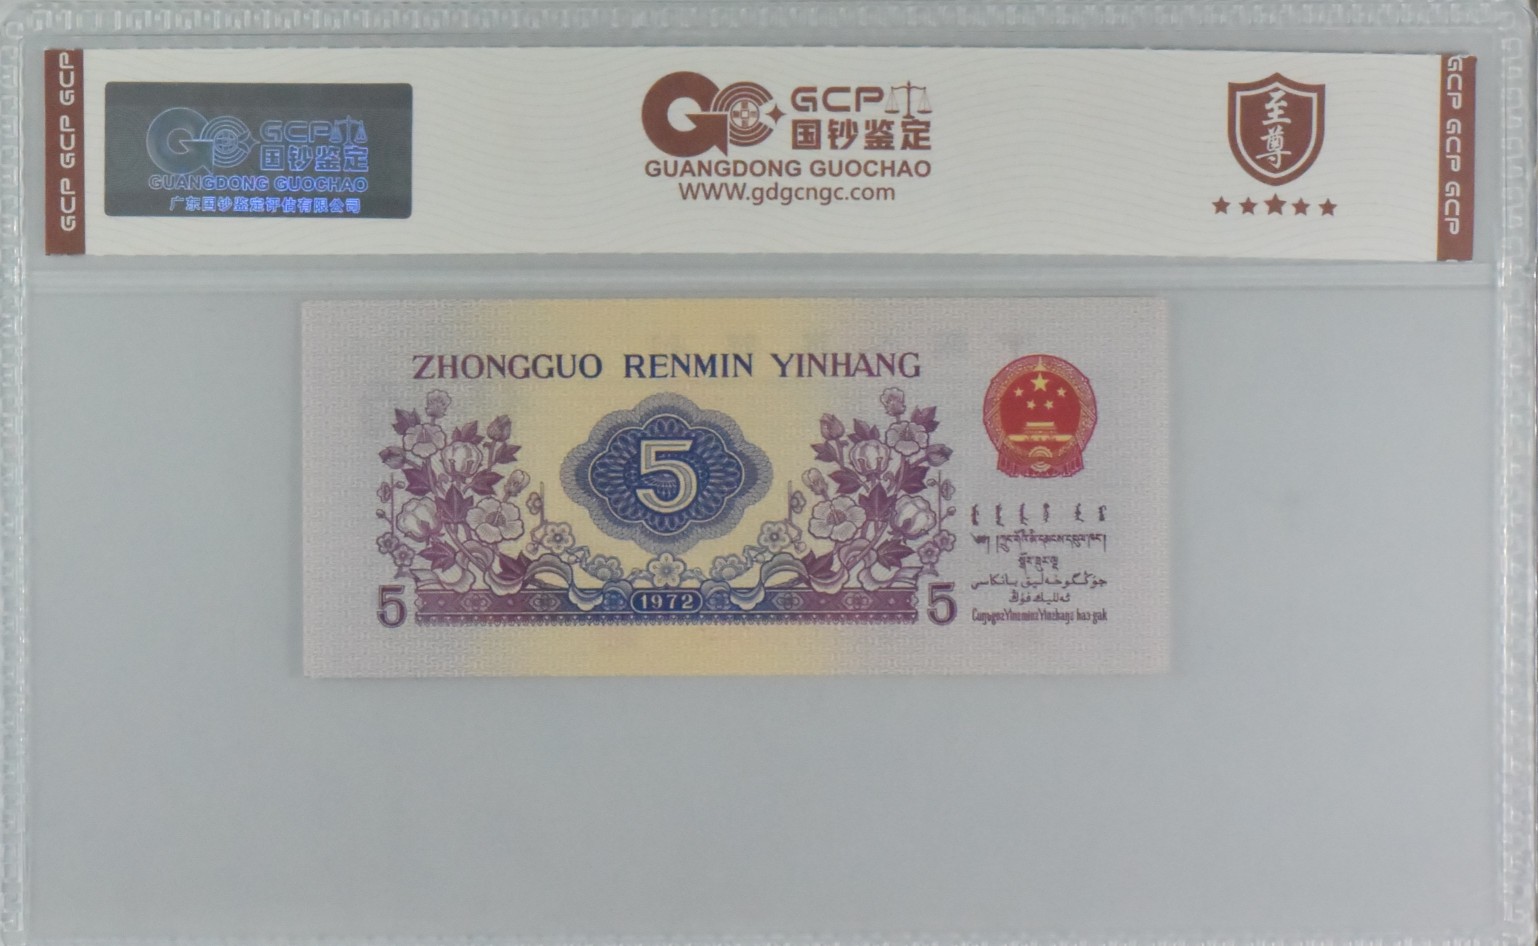 GCP GCP GCP
GCP
国钞鉴定
GUANGDONG GUOCHAO
广东国钞鉴定评估有限公司
GCP
国钞鉴定
GUANGDONG GUOCHAO
WWW.gdgcngc.com
至尊
GCP GCP GCP
ZHONGGUO RENMIN YINHANG
5
1972
5
5